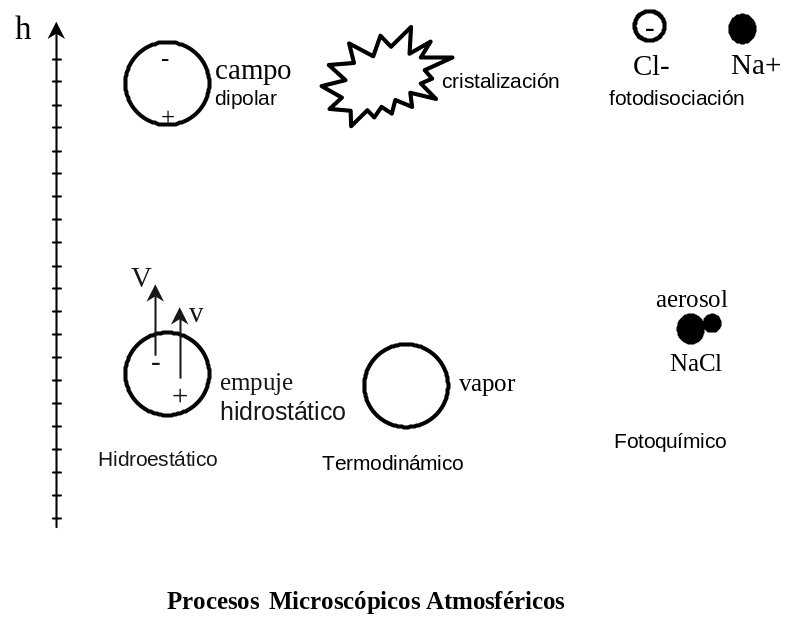 h
-
+
campo
dipolar
cristalización
-
Cl-
Na+
fotodisociación
V
v
-
+
empuje
hidrostático
Hidroestático
vapor
Termodinámico
aerosol
NaCl
Fotoquímico
Procesos Microscópicos Atmosféricos